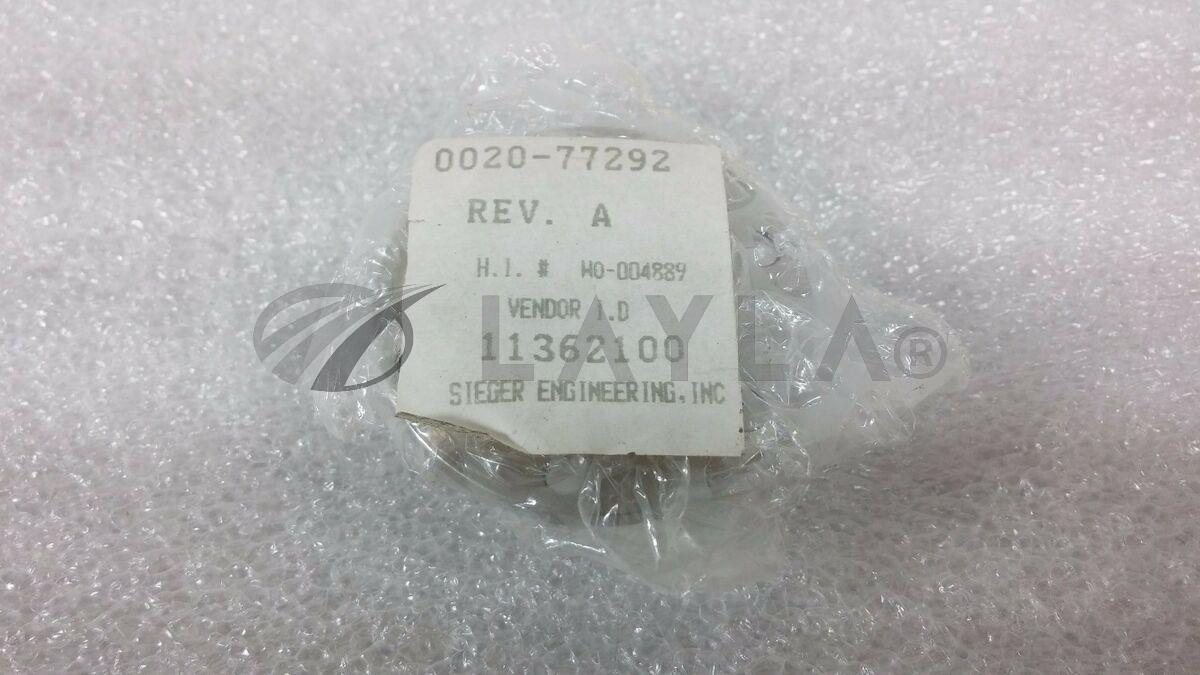 0020-77292
REV. A
H.I. # WO-004889
VENDOR I.D
LAYLA®
11362100
SIEGER ENGINEERING, INC